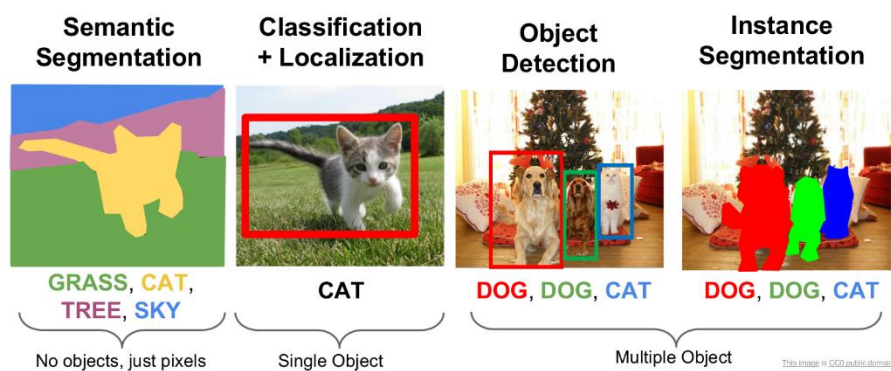 Semantic
Segmentation
Classification
+ Localization
Object
Detection
Instance
Segmentation
GRASS, CAT,
TREE, SKY
CAT
DOG, DOG, CAT
DOG, DOG, CAT
No objects, just pixels
Single Object
Multiple Object
This image is CC0 public domain